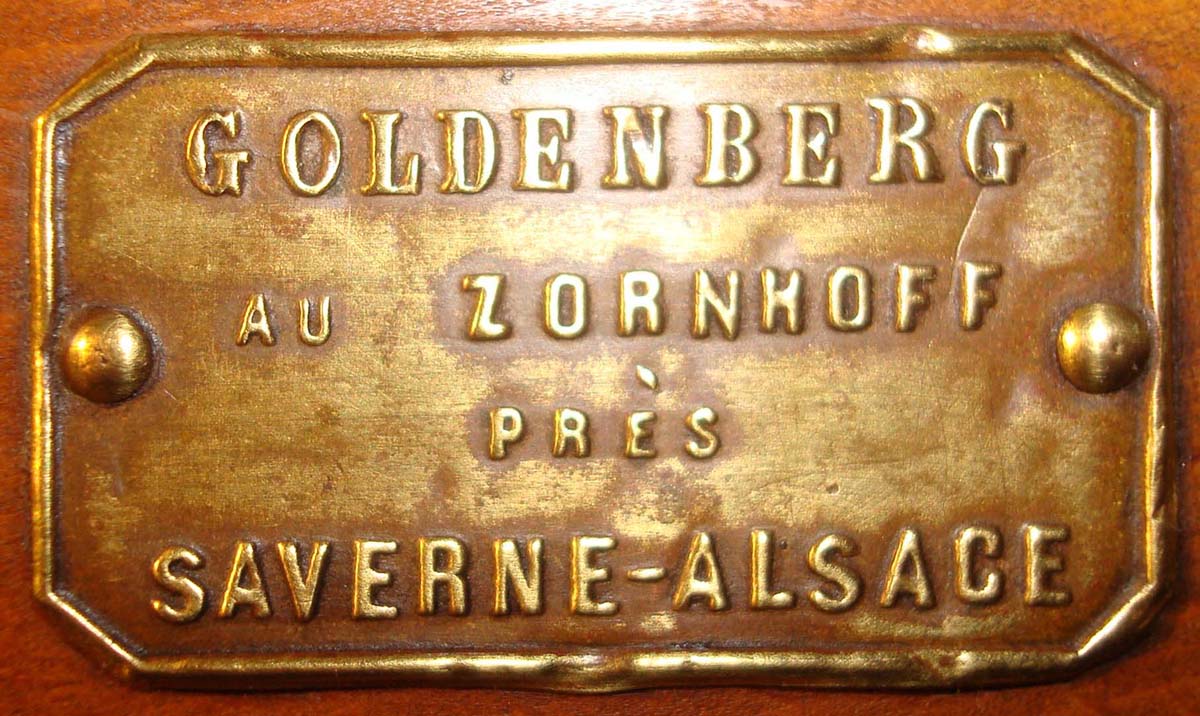 GOLDENBERG
AU ZORNHOFF
PRÈS
SAVERNE-ALSACE